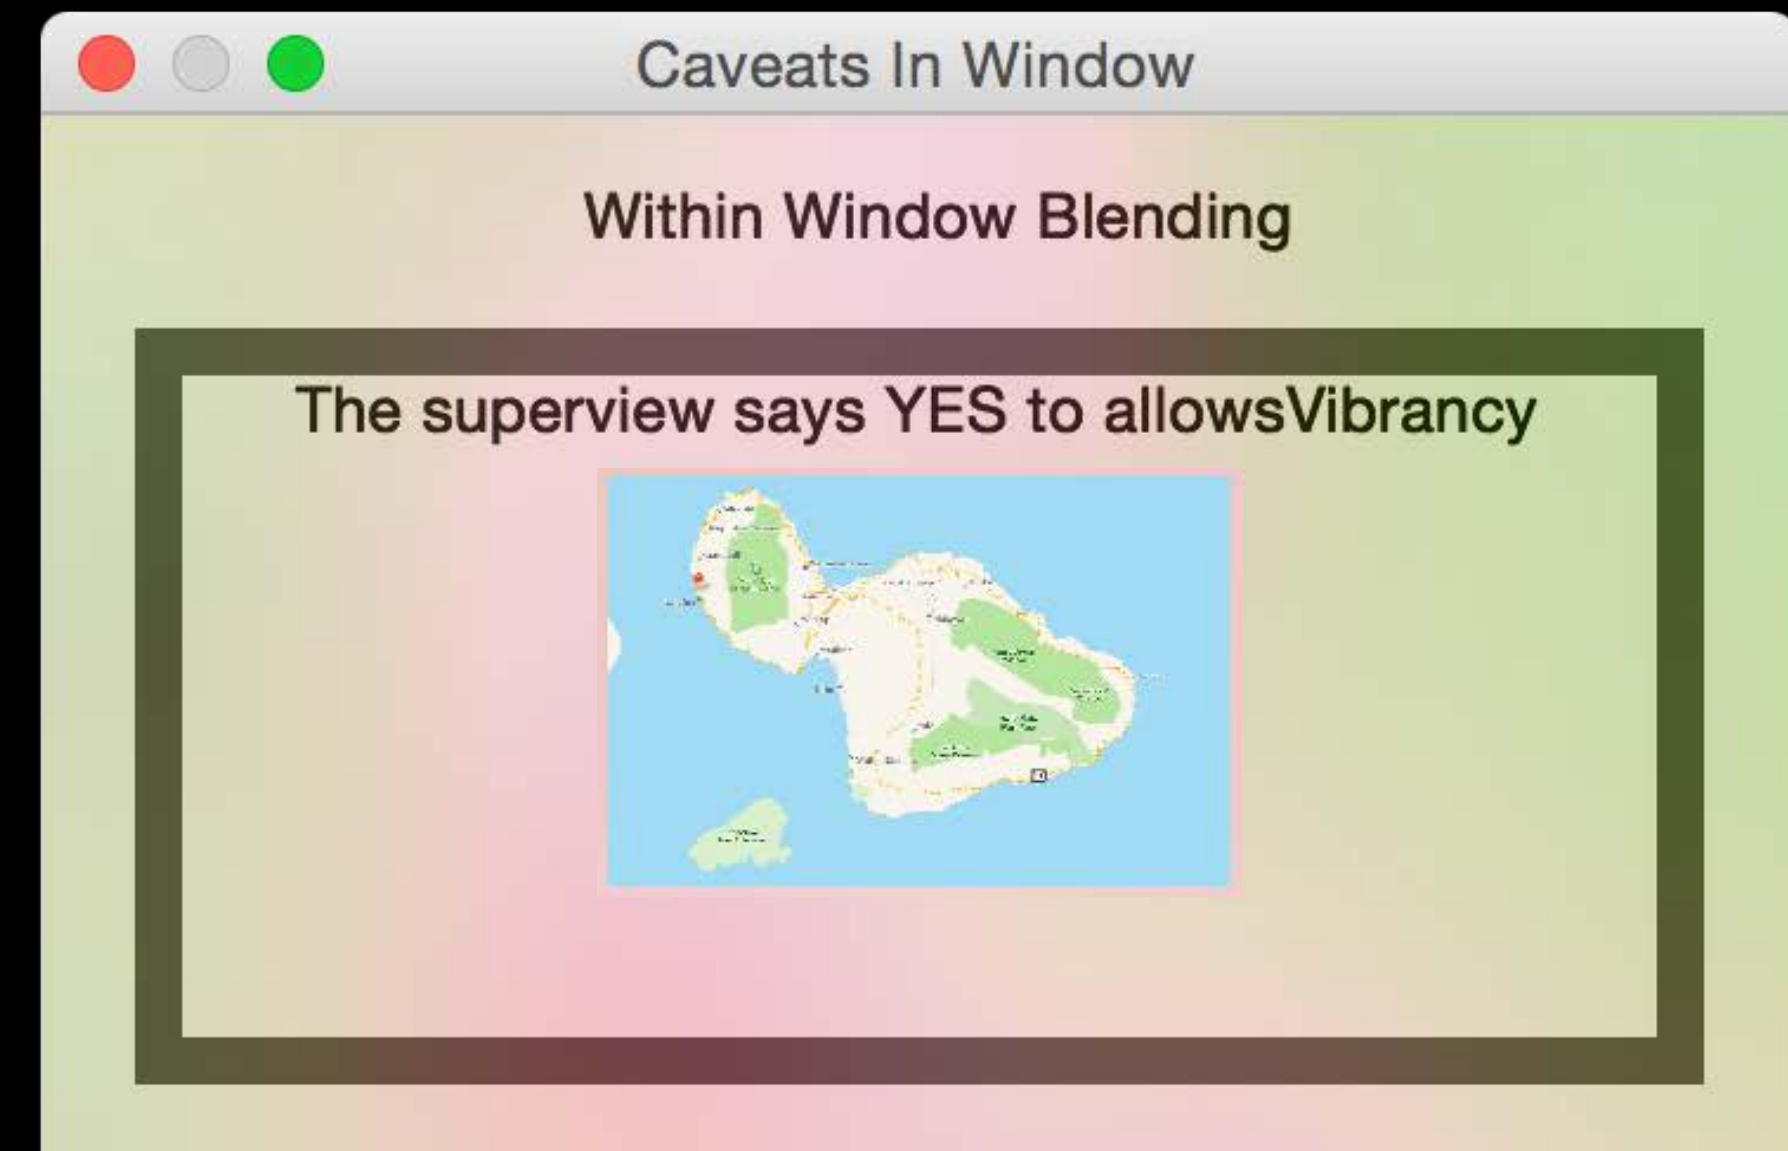 Caveats In Window
Within Window Blending
The superview says YES to allowsVibrancy